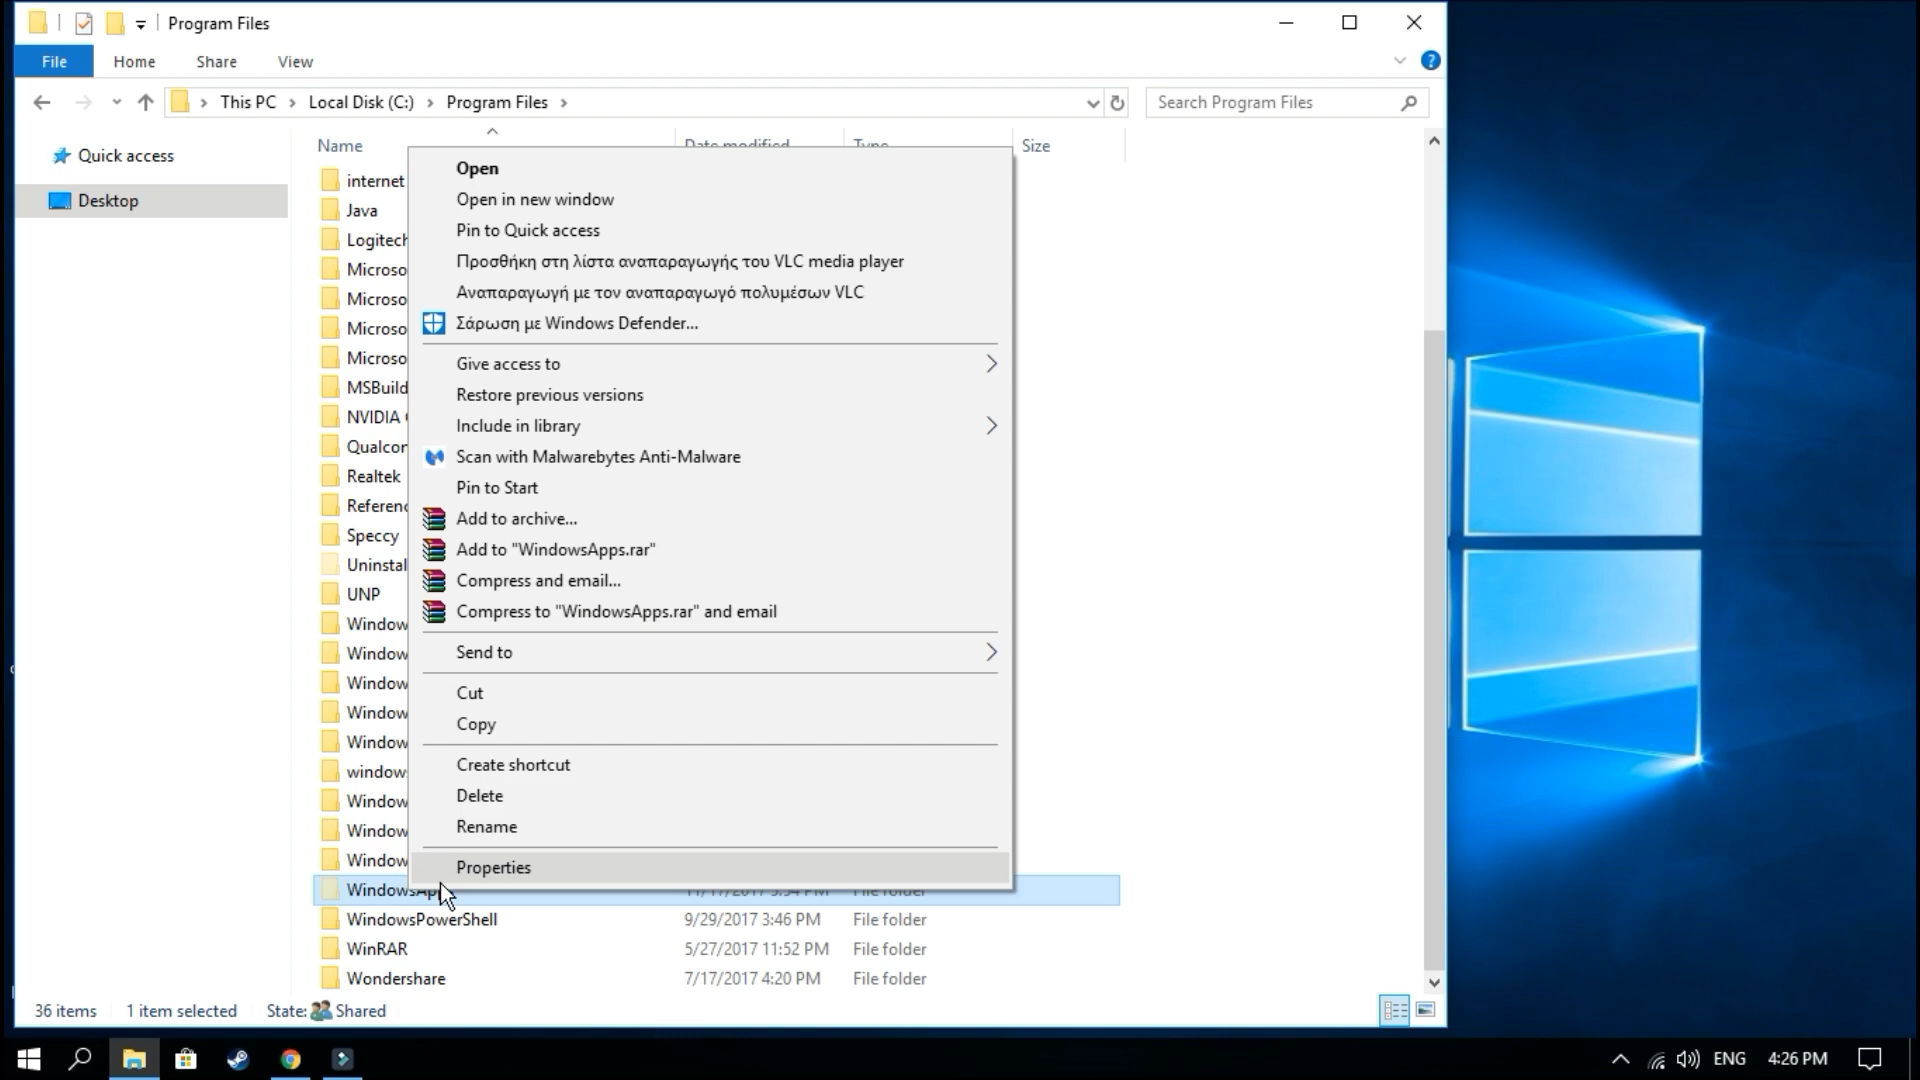 Program Files
File Home Share View
This PC Local Disk (C:) Program Files
Search Program Files
Quick access
Desktop
Name Date modified Type Size
internet
Java
Logitech
Microso
Microso
Microso
Microso
MSBuild
NVIDIA
Qualcor
Realtek
Referenc
Speccy
Uninstal
UNP
Window
Window
Window
Window
Window
window
Window
Window
Window
WindowsApps
WindowsPowerShell 9/29/2017 3:46 PM File folder
WinRAR 5/27/2017 11:52 PM File folder
Wondershare 7/17/2017 4:20 PM File folder
Open
Open in new window
Pin to Quick access
Προσθήκη στη λίστα αναπαραγωγής του VLC media player
Αναπαραγωγή με τον αναπαραγωγό πολυμέσων VLC
Σάρωση με Windows Defender...
Give access to
Restore previous versions
Include in library
Scan with Malwarebytes Anti-Malware
Pin to Start
Add to archive...
Add to "WindowsApps.rar"
Compress and email...
Compress to "WindowsApps.rar" and email
Send to
Cut
Copy
Create shortcut
Delete
Rename
Properties
36 items 1 item selected State: Shared
ENG 4:26 PM